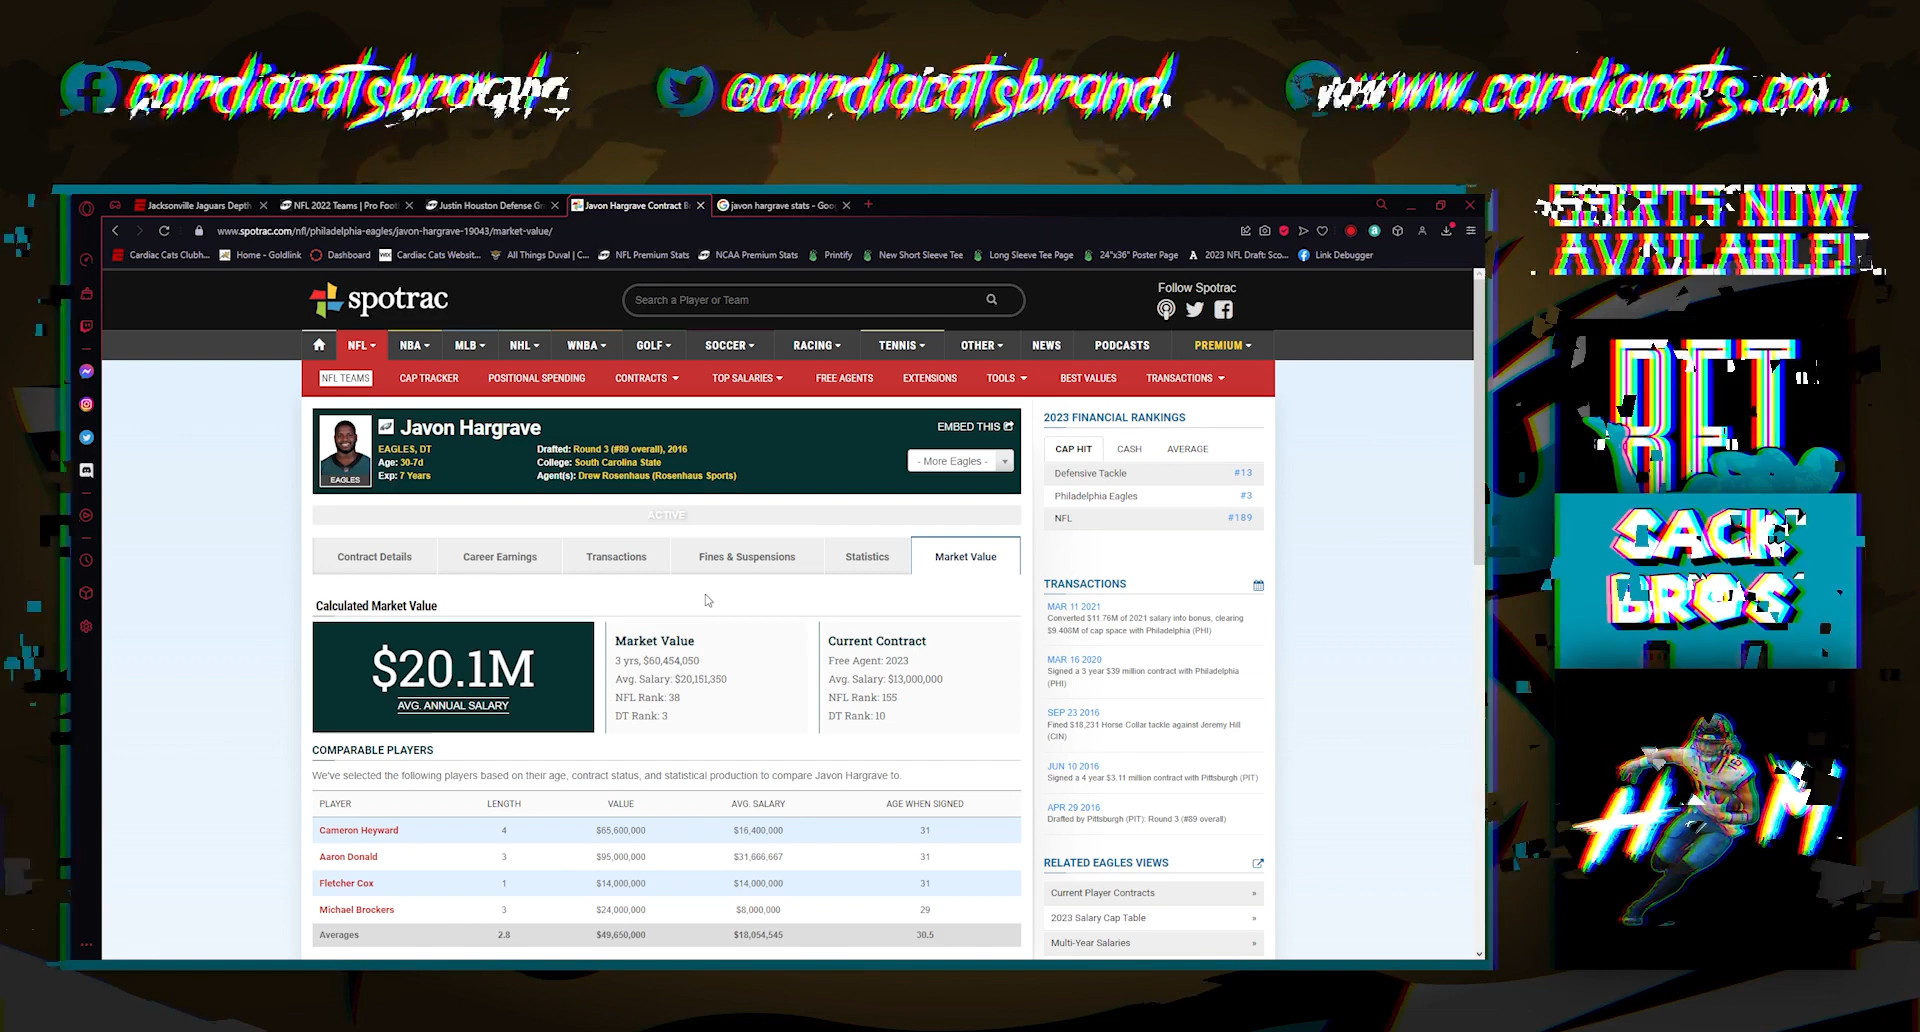 @cardiacatsbrand
STARTS NOW
AVAILABLE!
Jacksonville Jaguars Depth
NFL 2022 Teams | Pro Foot
Justin Houston Defense Gr
Javon Hargrave Contract B
javon hargrave stats - Goo
www.spotrac.com/nfl/philadelphia-eagles/javon-hargrave-19043/market-value/
Cardiac Cats Clubh...
Home - Goldlink
Dashboard
Cardiac Cats Websit...
All Things Duval | C...
NFL Premium Stats
NCAA Premium Stats
Printify
New Short Sleeve Tee
Long Sleeve Tee Page
24"x36" Poster Page
2023 NFL Draft: Sco...
Link Debugger
spotrac
Search a Player or Team
Follow Spotrac
NFL
NBA
MLB
NHL
WNBA
GOLF
SOCCER
RACING
TENNIS
OTHER
NEWS
PODCASTS
PREMIUM
NFL TEAMS
CAP TRACKER
POSITIONAL SPENDING
CONTRACTS
TOP SALARIES
FREE AGENTS
EXTENSIONS
TOOLS
BEST VALUES
TRANSACTIONS
Javon Hargrave
EMBED THIS
EAGLES, DT
Age: 30-7d
Exp: 7 Years
Drafted: Round 3 (#89 overall), 2016
College: South Carolina State
Agent(s): Drew Rosenhaus (Rosenhaus Sports)
- More Eagles -
EAGLES
ACTIVE
Contract Details
Career Earnings
Transactions
Fines & Suspensions
Statistics
Market Value
Calculated Market Value
$20.1M
AVG. ANNUAL SALARY
Market Value
3 yrs, $60,454,050
Avg. Salary: $20,151,350
NFL Rank: 38
DT Rank: 3
Current Contract
Free Agent: 2023
Avg. Salary: $13,000,000
NFL Rank: 155
DT Rank: 10
COMPARABLE PLAYERS
We've selected the following players based on their age, contract status, and statistical production to compare Javon Hargrave to.
PLAYER LENGTH VALUE AVG. SALARY AGE WHEN SIGNED
Cameron Heyward 4 $65,600,000 $16,400,000 31
Aaron Donald 3 $95,000,000 $31,666,667 31
Fletcher Cox 1 $14,000,000 $14,000,000 31
Michael Brockers 3 $24,000,000 $8,000,000 29
Averages 2.8 $49,650,000 $18,054,545 30.5
2023 FINANCIAL RANKINGS
CAP HIT CASH AVERAGE
Defensive Tackle #13
Philadelphia Eagles #3
NFL #189
TRANSACTIONS
MAR 11 2021
Converted $11.76M of 2021 salary into bonus, clearing
$9.408M of cap space with Philadelphia (PHI)
MAR 16 2020
Signed a 3 year $39 million contract with Philadelphia
(PHI)
SEP 23 2016
Fined $18,231 Horse Collar tackle against Jeremy Hill
(CIN)
JUN 10 2016
Signed a 4 year $3.11 million contract with Pittsburgh (PIT)
APR 29 2016
Drafted by Pittsburgh (PIT): Round 3 (#89 overall)
RELATED EAGLES VIEWS
Current Player Contracts »
2023 Salary Cap Table »
Multi-Year Salaries »
SACK
BROS